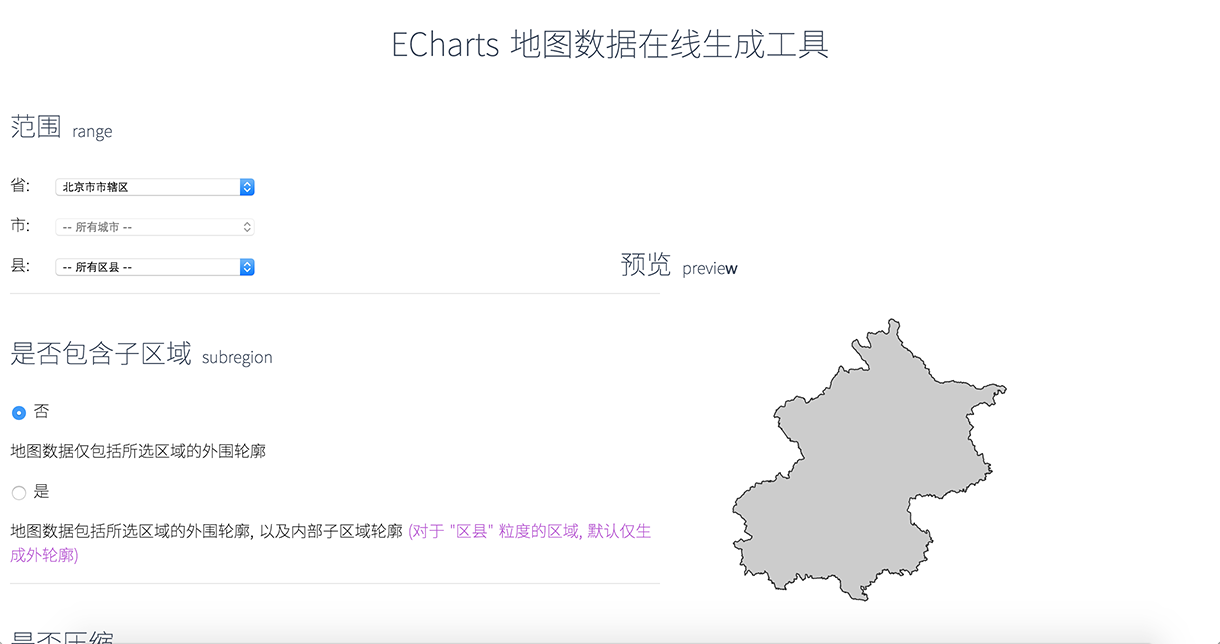 ECharts 地图数据在线生成工具
范围 range
省: 北京市市辖区
市: -- 所有城市 --
县: -- 所有区县 --
预览 preview
是否包含子区域 subregion
否
地图数据仅包括所选区域的外围轮廓
是
地图数据包括所选区域的外围轮廓, 以及内部子区域轮廓 (对于 "区县" 粒度的区域, 默认仅生
成外轮廓)
是否压缩